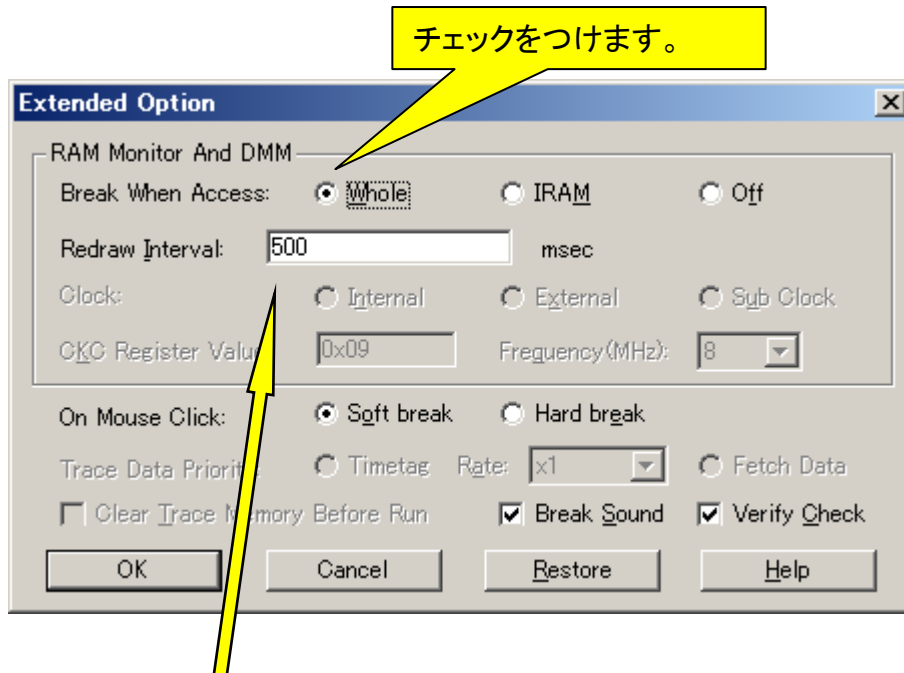 チェックをつけます。
Extended Option
RAM Monitor And DMM
Break When Access: Whole IRAM Off
Redraw Interval: 500 msec
Clock: Internal External Sub Clock
CKC Register Valu 0x09 Frequency(MHz): 8
On Mouse Click: Soft break Hard break
Trace Data Priorit Timetag Rate: x1 Fetch Data
Clear Trace Memory Before Run Break Sound Verify Check
OK Cancel Restore Help